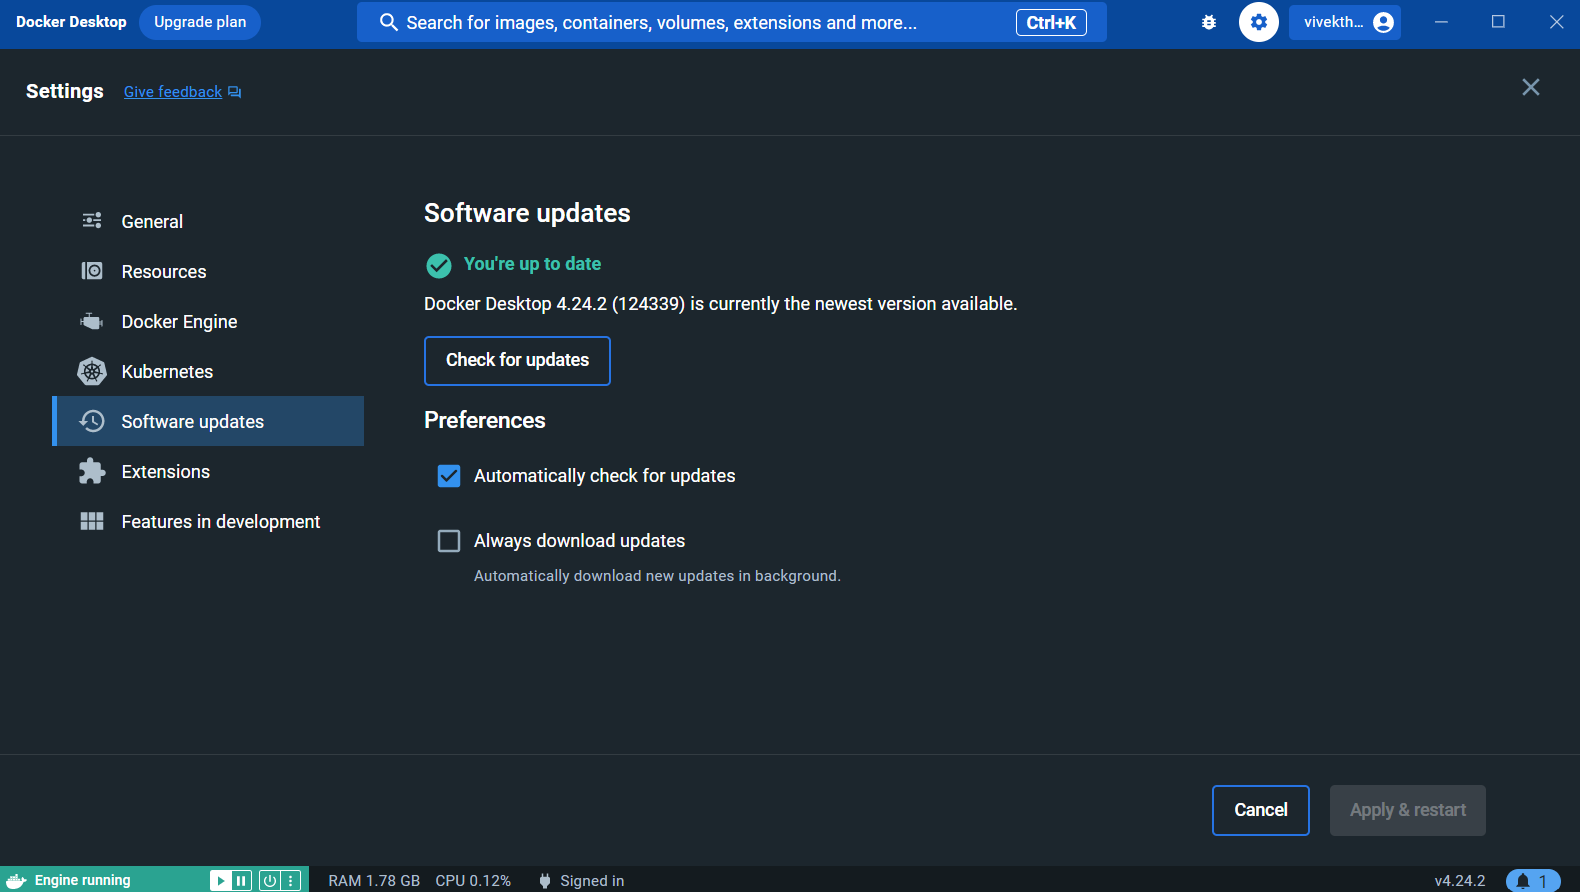 Docker Desktop Upgrade plan Search for images, containers, volumes, extensions and more... Ctrl+K vivekth...
Settings Give feedback
General
Resources
Docker Engine
Kubernetes
Software updates
Extensions
Features in development
Software updates
You're up to date
Docker Desktop 4.24.2 (124339) is currently the newest version available.
Check for updates
Preferences
Automatically check for updates
Always download updates
Automatically download new updates in background.
Cancel Apply & restart
Engine running RAM 1.78 GB CPU 0.12% Signed in v4.24.2 1